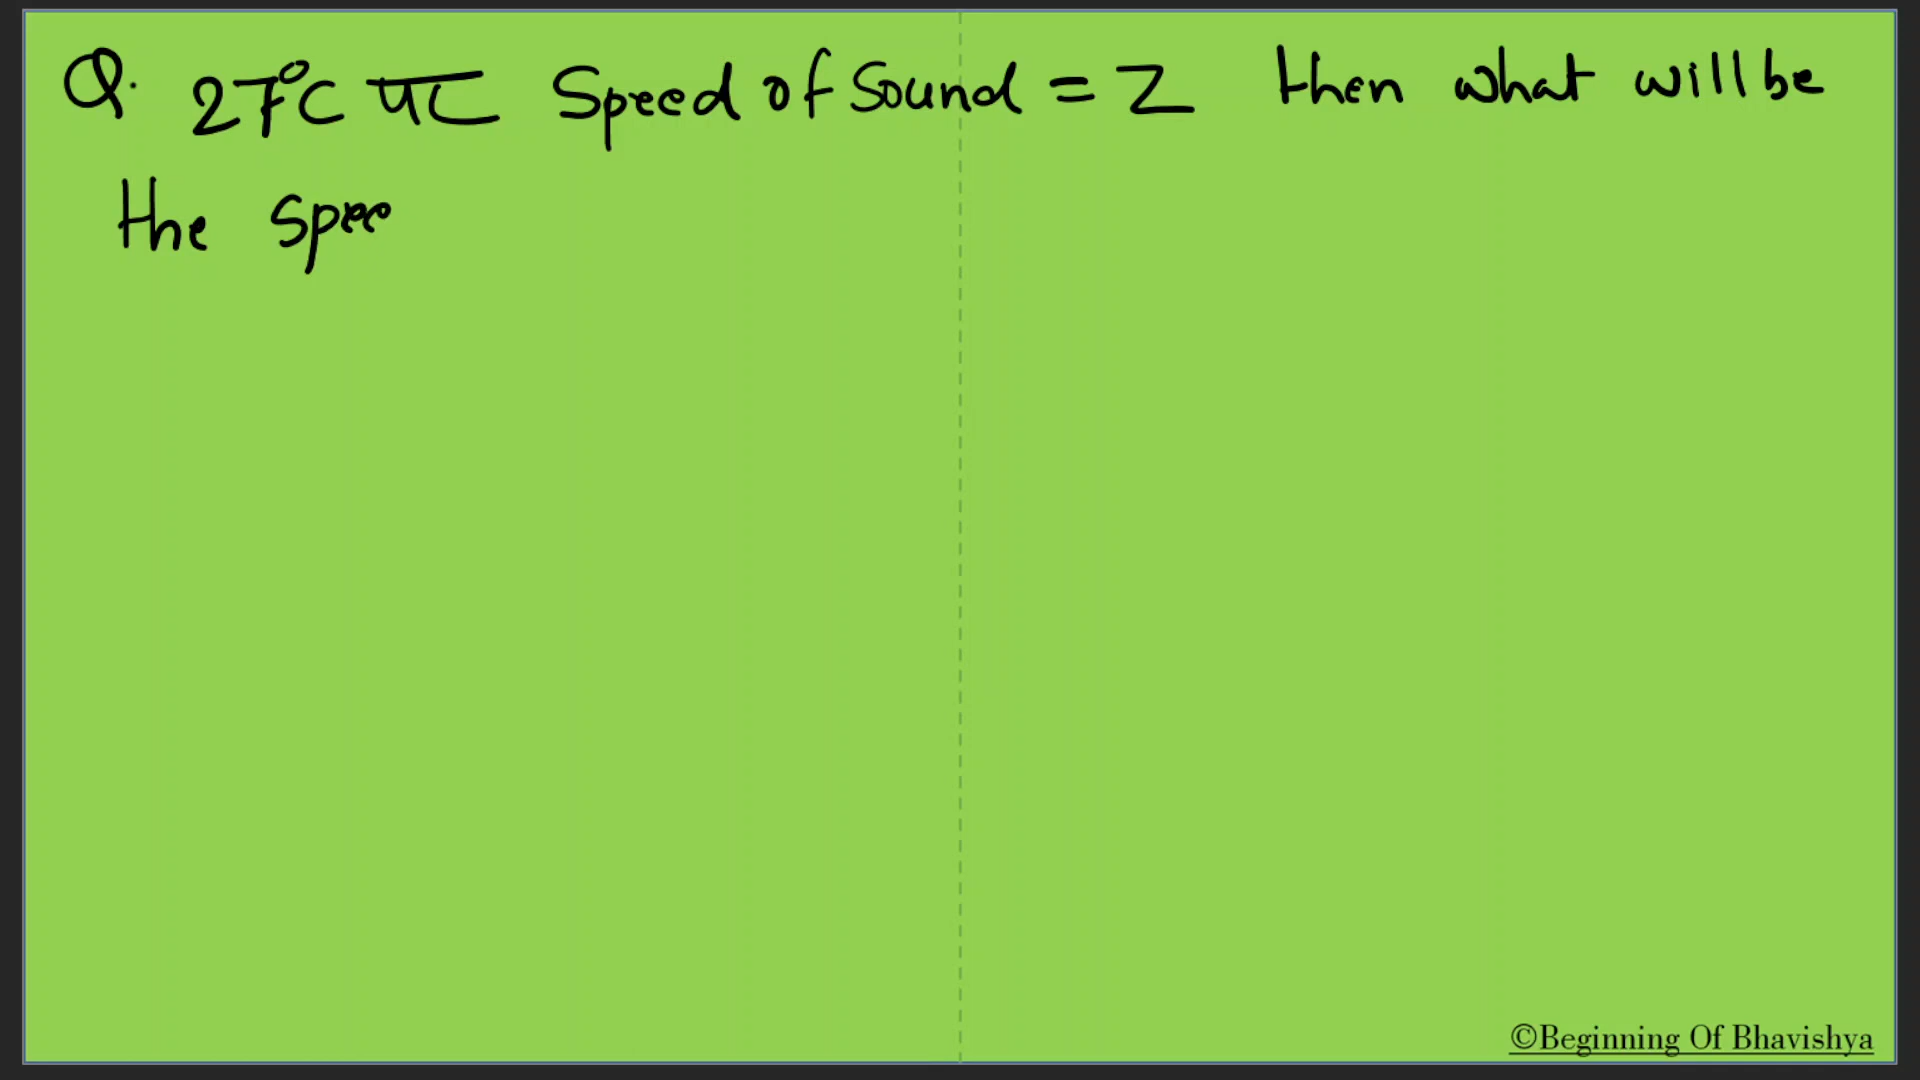 Q. 27°C पर Speed of Sound = Z then what will be
the spee
©Beginning Of Bhavishya